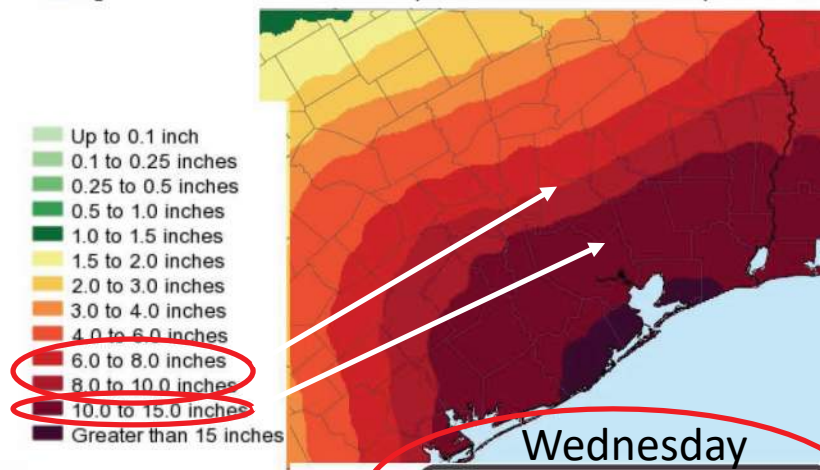 Up to 0.1 inch
0.1 to 0.25 inches
0.25 to 0.5 inches
0.5 to 1.0 inches
1.0 to 1.5 inches
1.5 to 2.0 inches
2.0 to 3.0 inches
3.0 to 4.0 inches
4.0 to 6.0 inches
6.0 to 8.0 inches
8.0 to 10.0 inches
10.0 to 15.0 inches
Greater than 15 inches
Wednesday